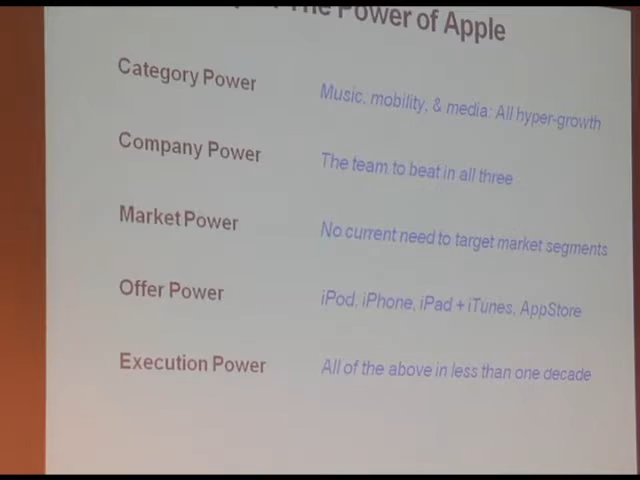 The Power of Apple
Category Power
Music, mobility, & media: All hyper-growth
Company Power
The team to beat in all three
Market Power
No current need to target market segments
Offer Power
iPod, iPhone, iPad + iTunes, AppStore
Execution Power
All of the above in less than one decade